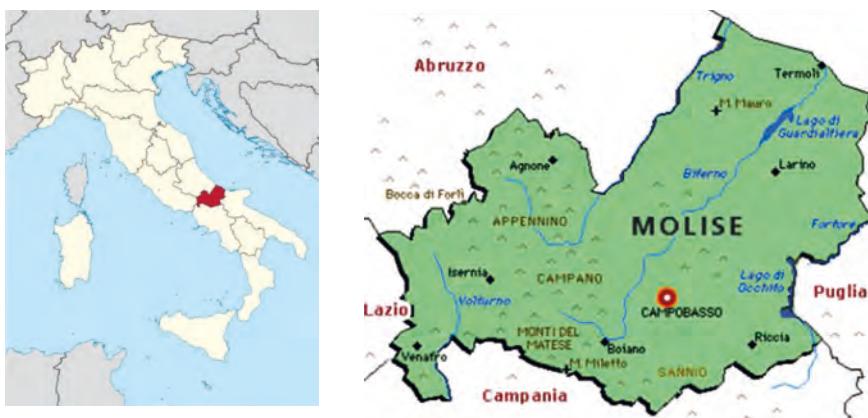 Abruzzo
Trigno
Termoli
M. Mauro
Lago di
Guardialfiera
Agnone
Biferno
Larino
Bocca di Forlì
APPENNINO
MOLISE
Fortore
Isernia
CAMPANO
Lago di
Occhito
Puglia
Lazio
Volturno
CAMPOBASSO
MONTI DEL
MATESE
Boiano
Riccia
Venafro
M. Miletto
SANNIO
Campania